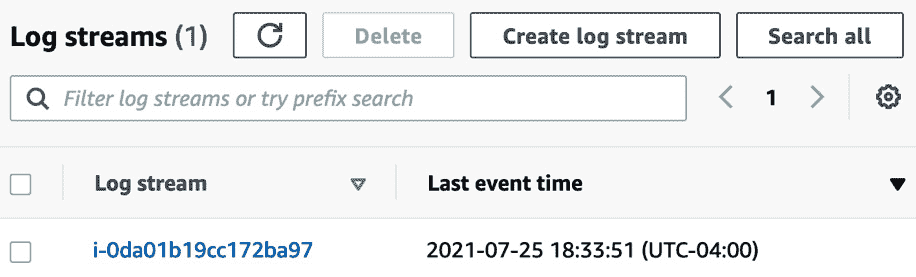 Log streams (1) Delete Create log stream Search all
Filter log streams or try prefix search 1
Log stream Last event time
i-0da01b19cc172ba97 2021-07-25 18:33:51 (UTC-04:00)